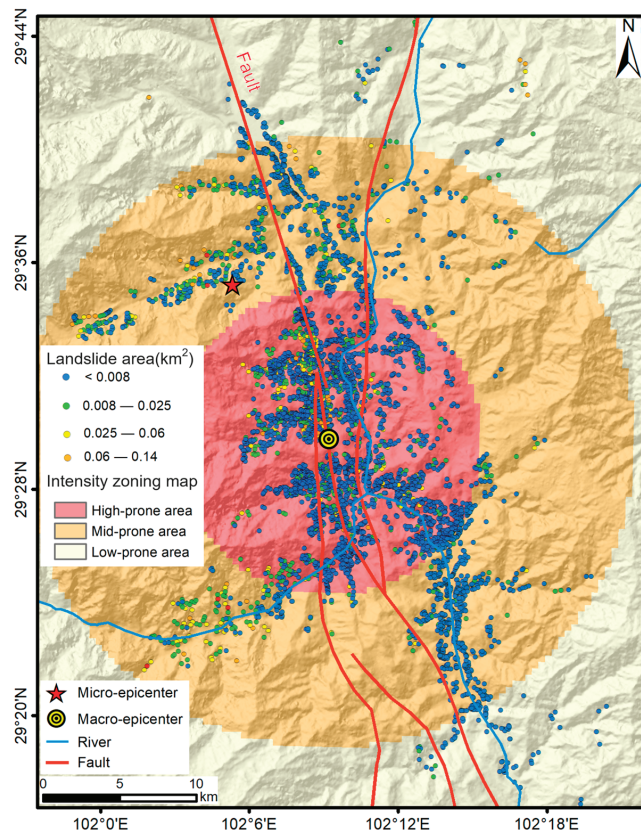 29°44'N
N
Fault
29°36'N
Landslide area(km²)
< 0.008
0.008 — 0.025
0.025 — 0.06
0.06 — 0.14
Intensity zoning map
High-prone area
Mid-prone area
Low-prone area
29°28'N
Micro-epicenter
Macro-epicenter
River
Fault
29°20'N
0 5 10
km
102°0'E 102°6'E 102°12'E 102°18'E